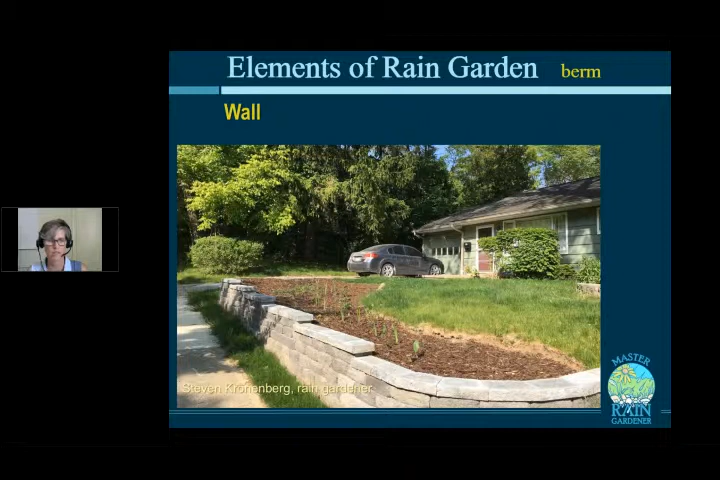 Elements of Rain Garden berm
Wall
Steven Kronenberg, rain gardener
MASTER
RAIN
GARDENER